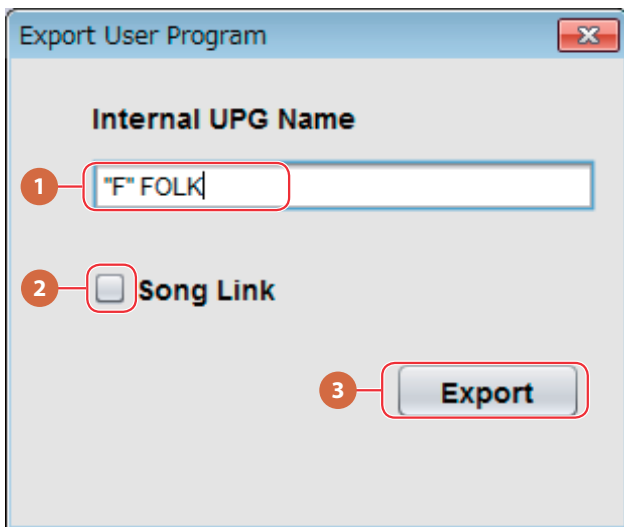 Export User Program
Internal UPG Name
1
"F" FOLK
2
Song Link
3
Export